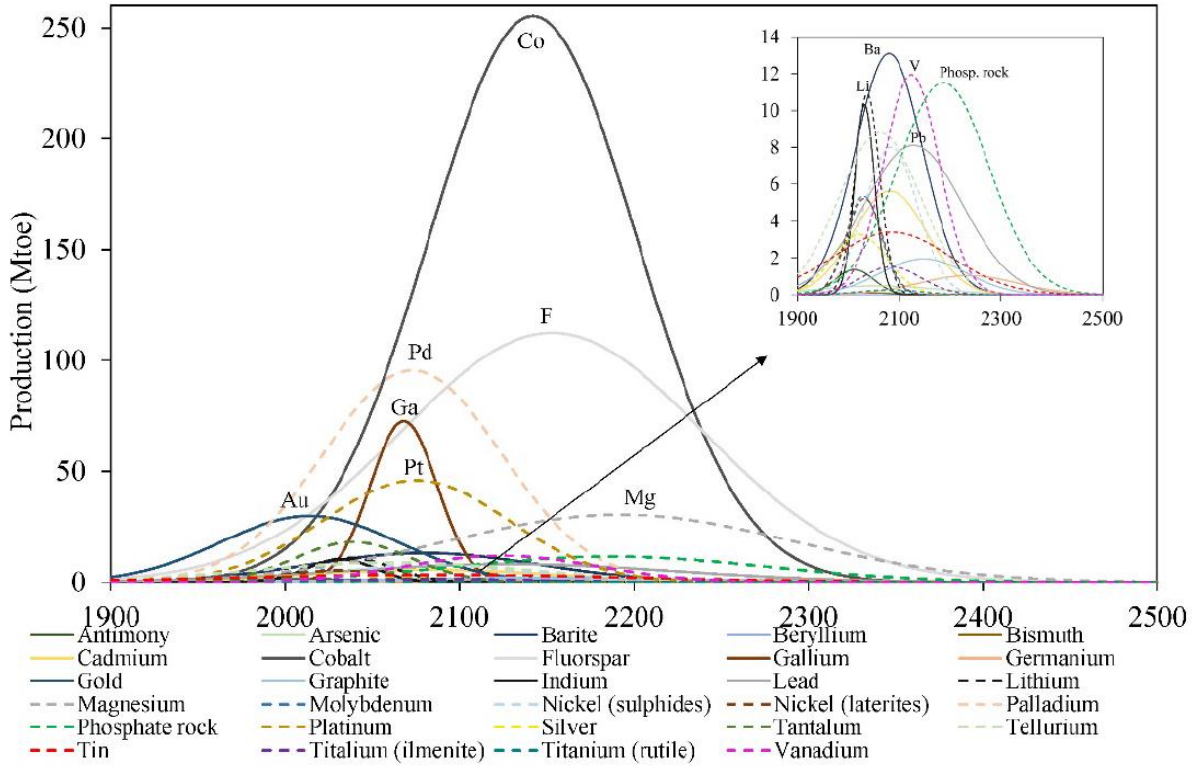 Production (Mtoe)
250
200
150
100
50
0
Co
F
Pd
Ga
Pt
Au
Mg
14
12
10
8
6
4
2
0
Ba
V
Phosp. rock
Li
Pb
1900 2100 2300 2500
1900 2000 2100 2200 2300 2400 2500
Antimony Arsenic Barite Beryllium Bismuth
Cadmium Cobalt Fluorspar Gallium Germanium
Gold Graphite Indium Lead Lithium
Magnesium Molybdenum Nickel (sulphides) Nickel (laterites) Palladium
Phosphate rock Platinum Silver Tantalum Tellurium
Tin Titalium (ilmenite) Titanium (rutile) Vanadium